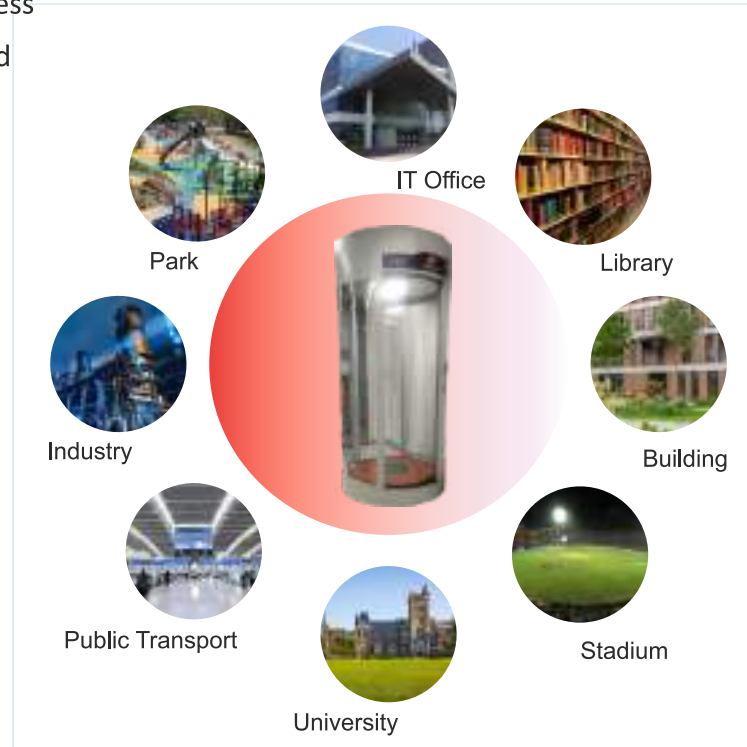 IT Office
Park
Library
Industry
Building
Public Transport
Stadium
University